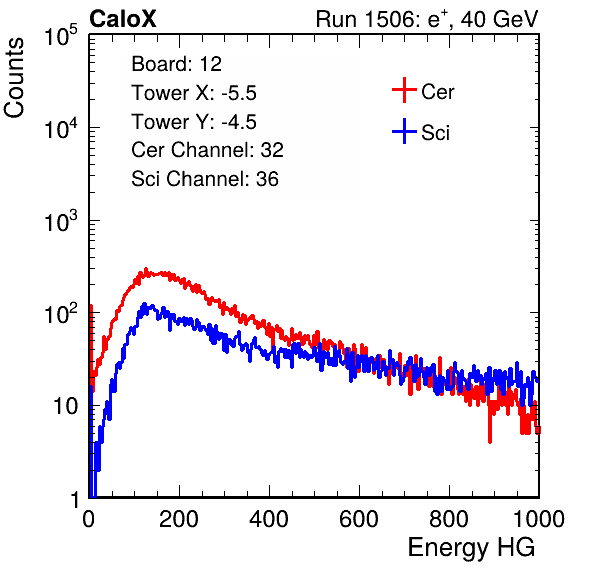 CaloX Run 1506: e⁺, 40 GeV
Counts
Board: 12
Tower X: -5.5
Tower Y: -4.5
Cer Channel: 32
Sci Channel: 36
Cer
Sci
10⁵
10⁴
10³
10²
10
1
0 200 400 600 800 1000
Energy HG